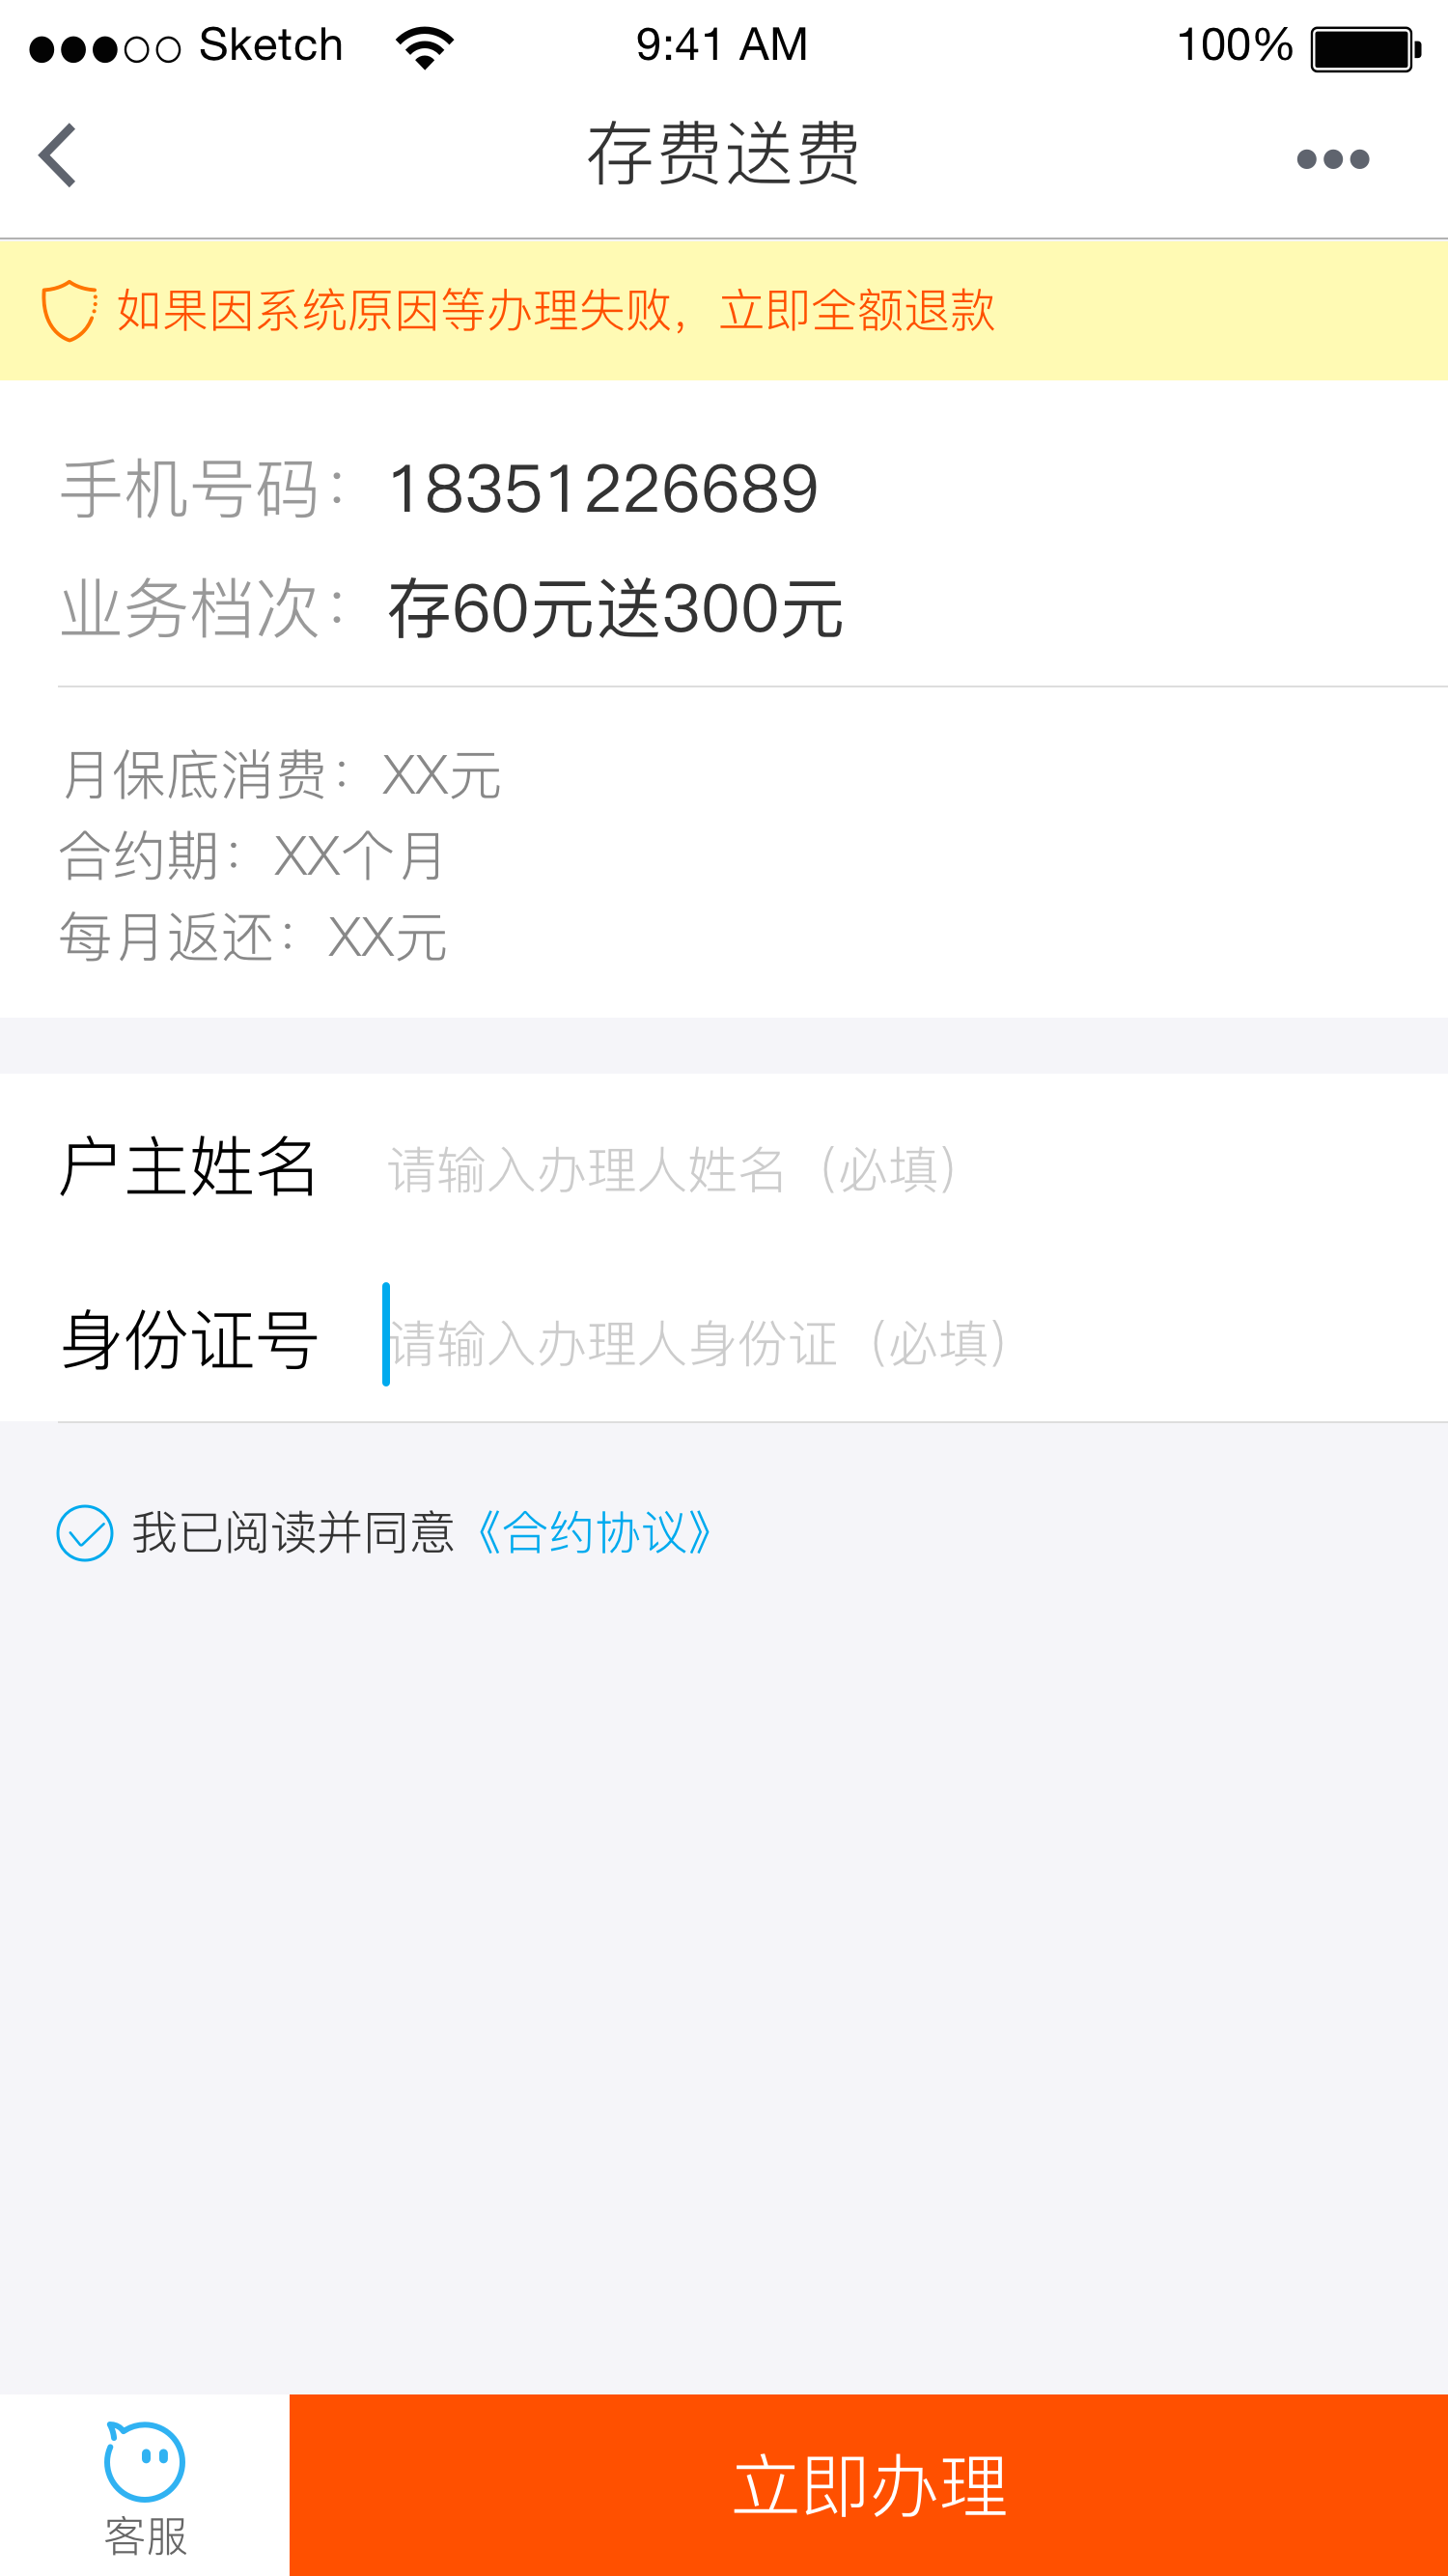 Sketch 9:41 AM 100%
存费送费
如果因系统原因等办理失败，立即全额退款
手机号码：18351226689
业务档次：存60元送300元
月保底消费：XX元
合约期：XX个月
每月返还：XX元
户主姓名 请输入办理人姓名（必填）
身份证号 请输入办理人身份证（必填）
我已阅读并同意《合约协议》
客服
立即办理